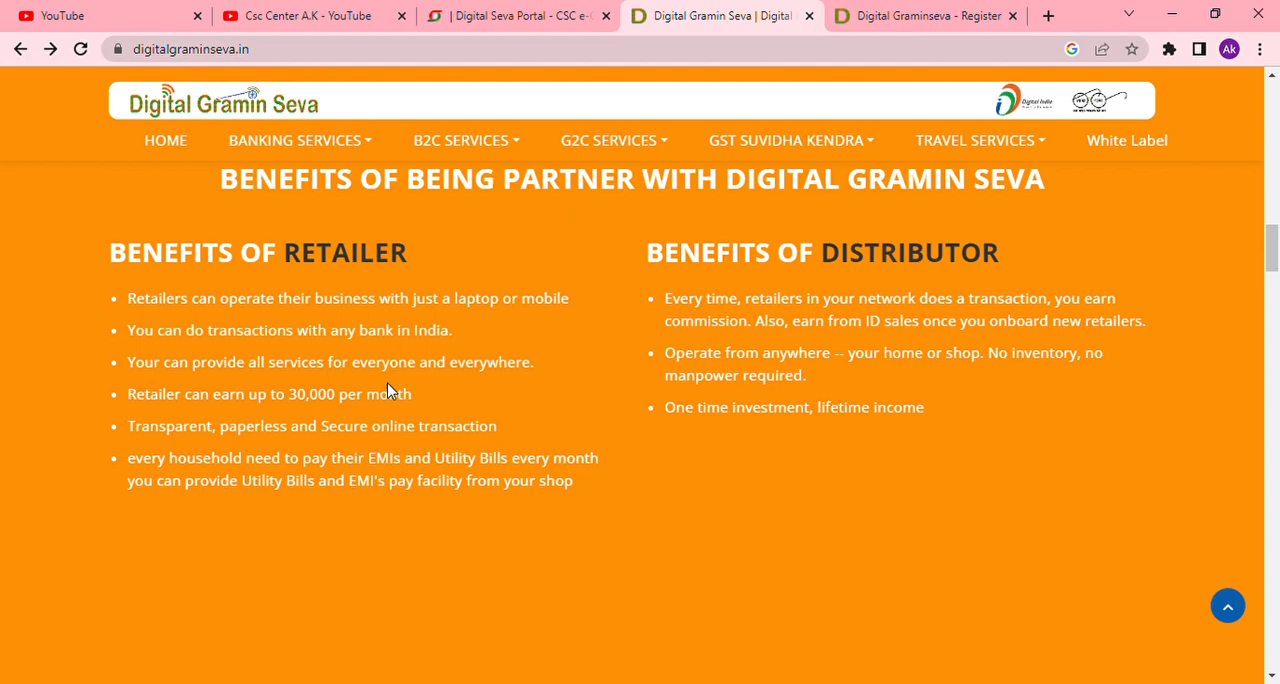 YouTube
Csc Center A.K - YouTube
| Digital Seva Portal - CSC e-G
Digital Gramin Seva | Digital
Digital Graminseva - Register
digitalgraminseva.in
Ak
Digital Gramin Seva
Digital India
HOME
BANKING SERVICES
B2C SERVICES
G2C SERVICES
GST SUVIDHA KENDRA
TRAVEL SERVICES
White Label
BENEFITS OF BEING PARTNER WITH DIGITAL GRAMIN SEVA
BENEFITS OF RETAILER
Retailers can operate their business with just a laptop or mobile
You can do transactions with any bank in India.
Your can provide all services for everyone and everywhere.
Retailer can earn up to 30,000 per month
Transparent, paperless and Secure online transaction
every household need to pay their EMIs and Utility Bills every month
you can provide Utility Bills and EMI's pay facility from your shop
BENEFITS OF DISTRIBUTOR
Every time, retailers in your network does a transaction, you earn
commission. Also, earn from ID sales once you onboard new retailers.
Operate from anywhere -- your home or shop. No inventory, no
manpower required.
One time investment, lifetime income